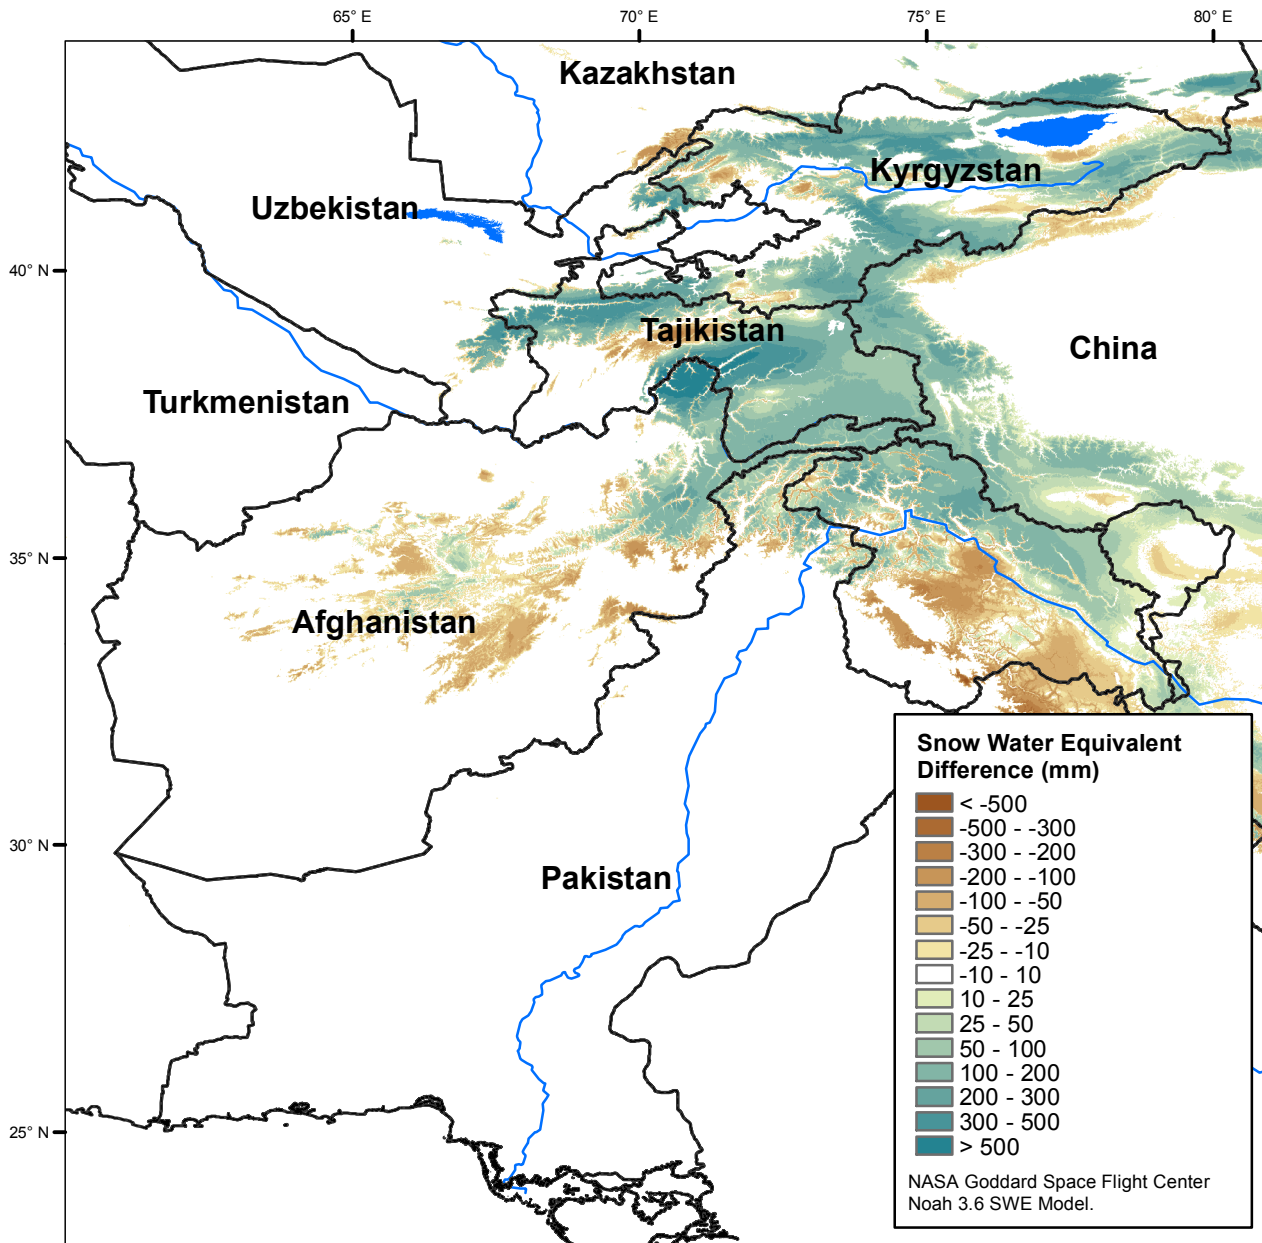 65° E 70° E 75° E 80° E
Kazakhstan
Kyrgyzstan
Uzbekistan
40° N
Tajikistan
China
Turkmenistan
35° N
Afghanistan
30° N
Pakistan
25° N
Snow Water Equivalent
Difference (mm)
< -500
-500 - -300
-300 - -200
-200 - -100
-100 - -50
-50 - -25
-25 - -10
-10 - 10
10 - 25
25 - 50
50 - 100
100 - 200
200 - 300
300 - 500
> 500
NASA Goddard Space Flight Center
Noah 3.6 SWE Model.